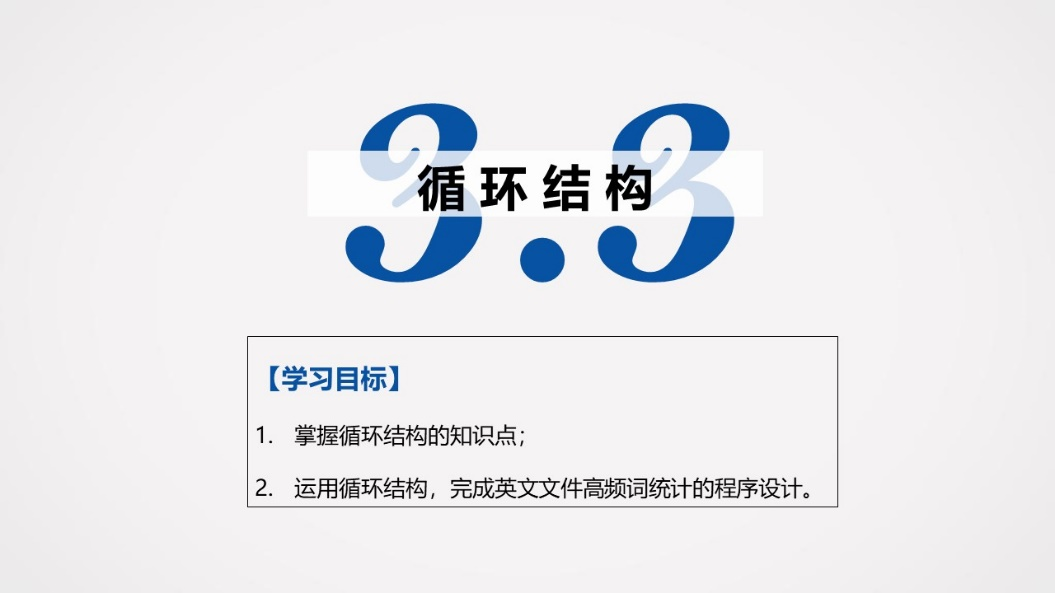 3.3
循环结构
【学习目标】
1. 掌握循环结构的知识点；
2. 运用循环结构，完成英文文件高频词统计的程序设计。